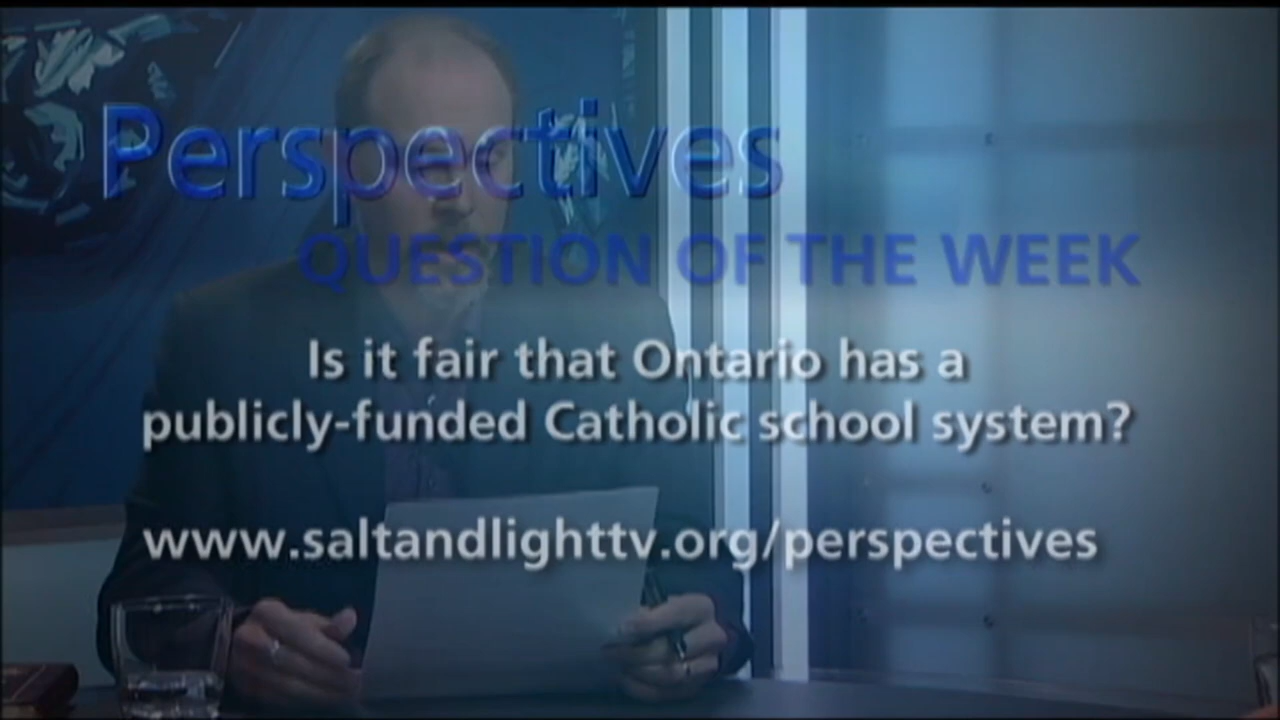 Perspectives
QUESTION OF THE WEEK
Is it fair that Ontario has a
publicly-funded Catholic school system?
www.saltandlighttv.org/perspectives